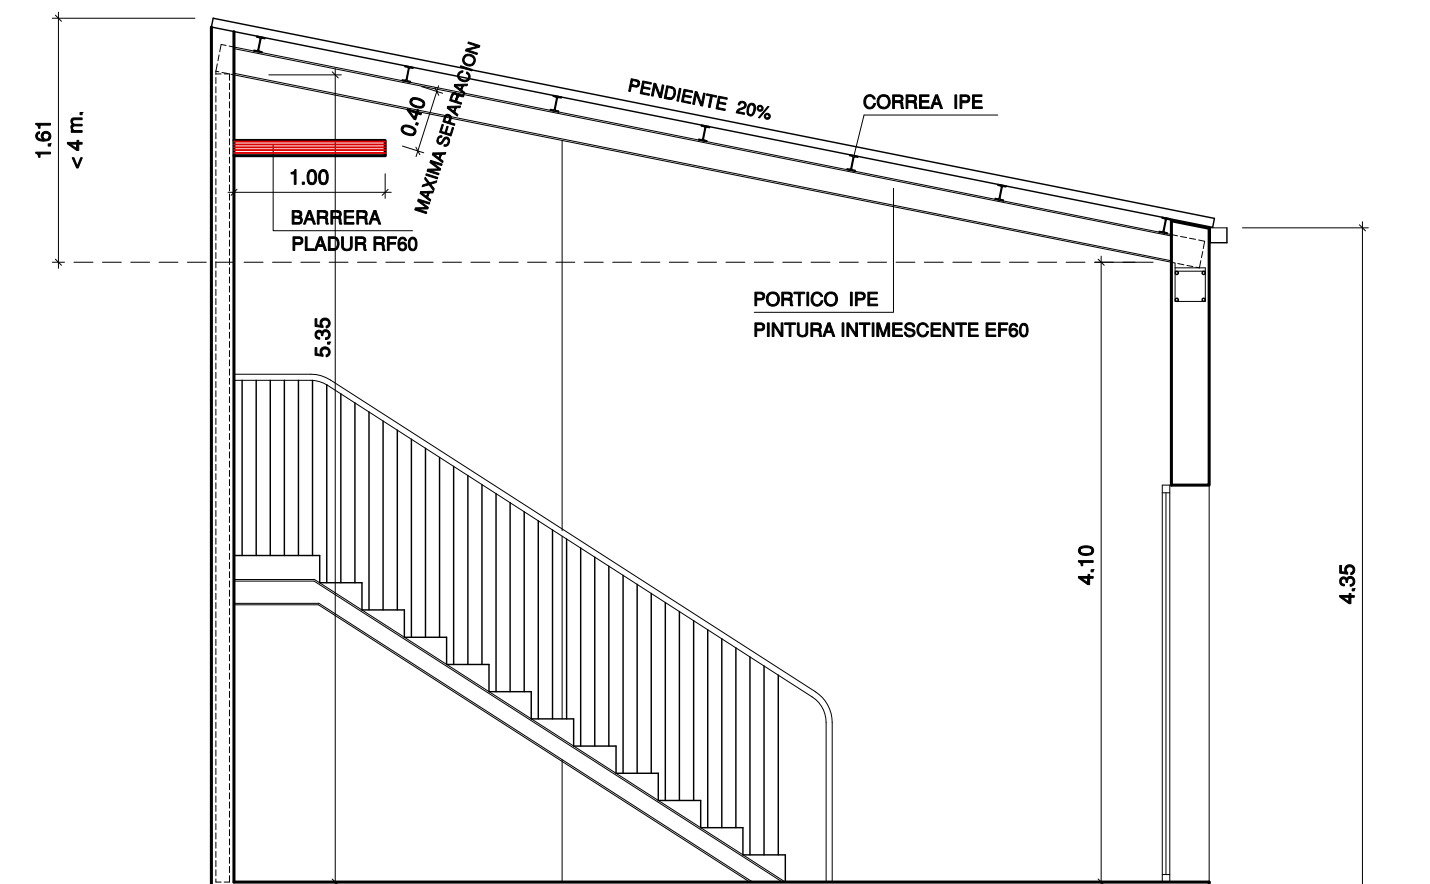 PENDIENTE 20%
CORREA IPE
1.61
< 4 m.
0.40
MAXIMA SEPARACION
1.00
BARRERA
PLADUR RF60
PORTICO IPE
PINTURA INTIMESCENTE EF60
5.35
4.10
4.35